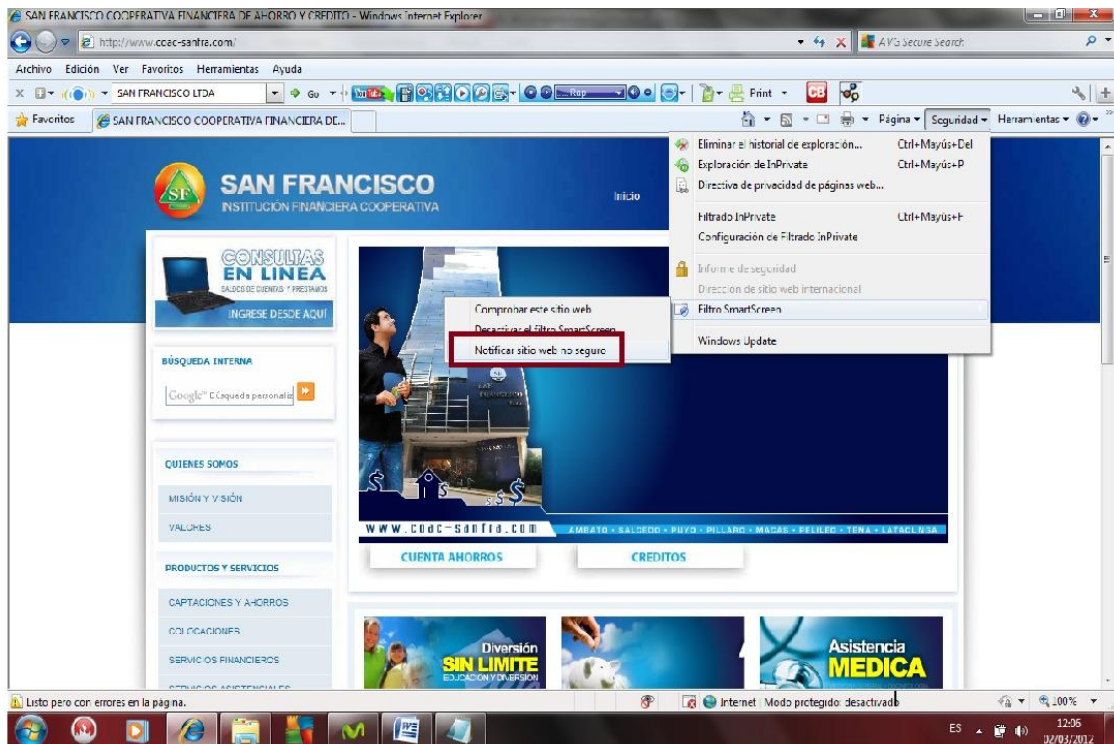 SAN FRANCISCO COOPERATIVA FINANCIERA DE AHORRO Y CREDITO - Windows Internet Explorer
http://www.coac-sanfra.com/
AVG Secure Search
Archivo Edición Ver Favoritos Herramientas Ayuda
SAN FRANCISCO LTDA
Go
Print
Favoritos
SAN FRANCISCO COOPERATIVA FINANCIERA DE...
Página
Seguridad
Herramientas
Eliminar el historial de exploración... Ctrl+Mayús+Del
Exploración de InPrivate Ctrl+Mayús+P
Directiva de privacidad de páginas web...
Filtrado InPrivate Ctrl+Mayús+F
Configuración de Filtrado InPrivate
Informe de seguridad
Dirección de sitio web internacional
Filtro SmartScreen
Windows Update
Comprobar este sitio web
Desactivar el filtro SmartScreen
Notificar sitio web no seguro
SF
SAN FRANCISCO
INSTITUCIÓN FINANCIERA COOPERATIVA
Inicio
CONSULTAS
EN LINEA
SALDOS DE CUENTAS Y PRESTAMOS
INGRESE DESDE AQUÍ
BÚSQUEDA INTERNA
Google™ Búsqueda personaliz
QUIENES SOMOS
MISIÓN Y VISIÓN
VALORES
PRODUCTOS Y SERVICIOS
CAPTACIONES Y AHORROS
COLOCACIONES
SERVICIOS FINANCIEROS
SERVICIOS ASISTENCIALES
www.coac-sanfra.com
AMBATO • SALCEDO • PUYO • PILLARO • MACAS • PELILEO • TENA • LATACUNGA
CUENTA AHORROS
CREDITOS
Diversión
SIN LIMITE
EDUCACION Y DIVERSION
Asistencia
MEDICA
Listo pero con errores en la página.
Internet | Modo protegido: desactivado
100%
ES
12:06
02/03/2012